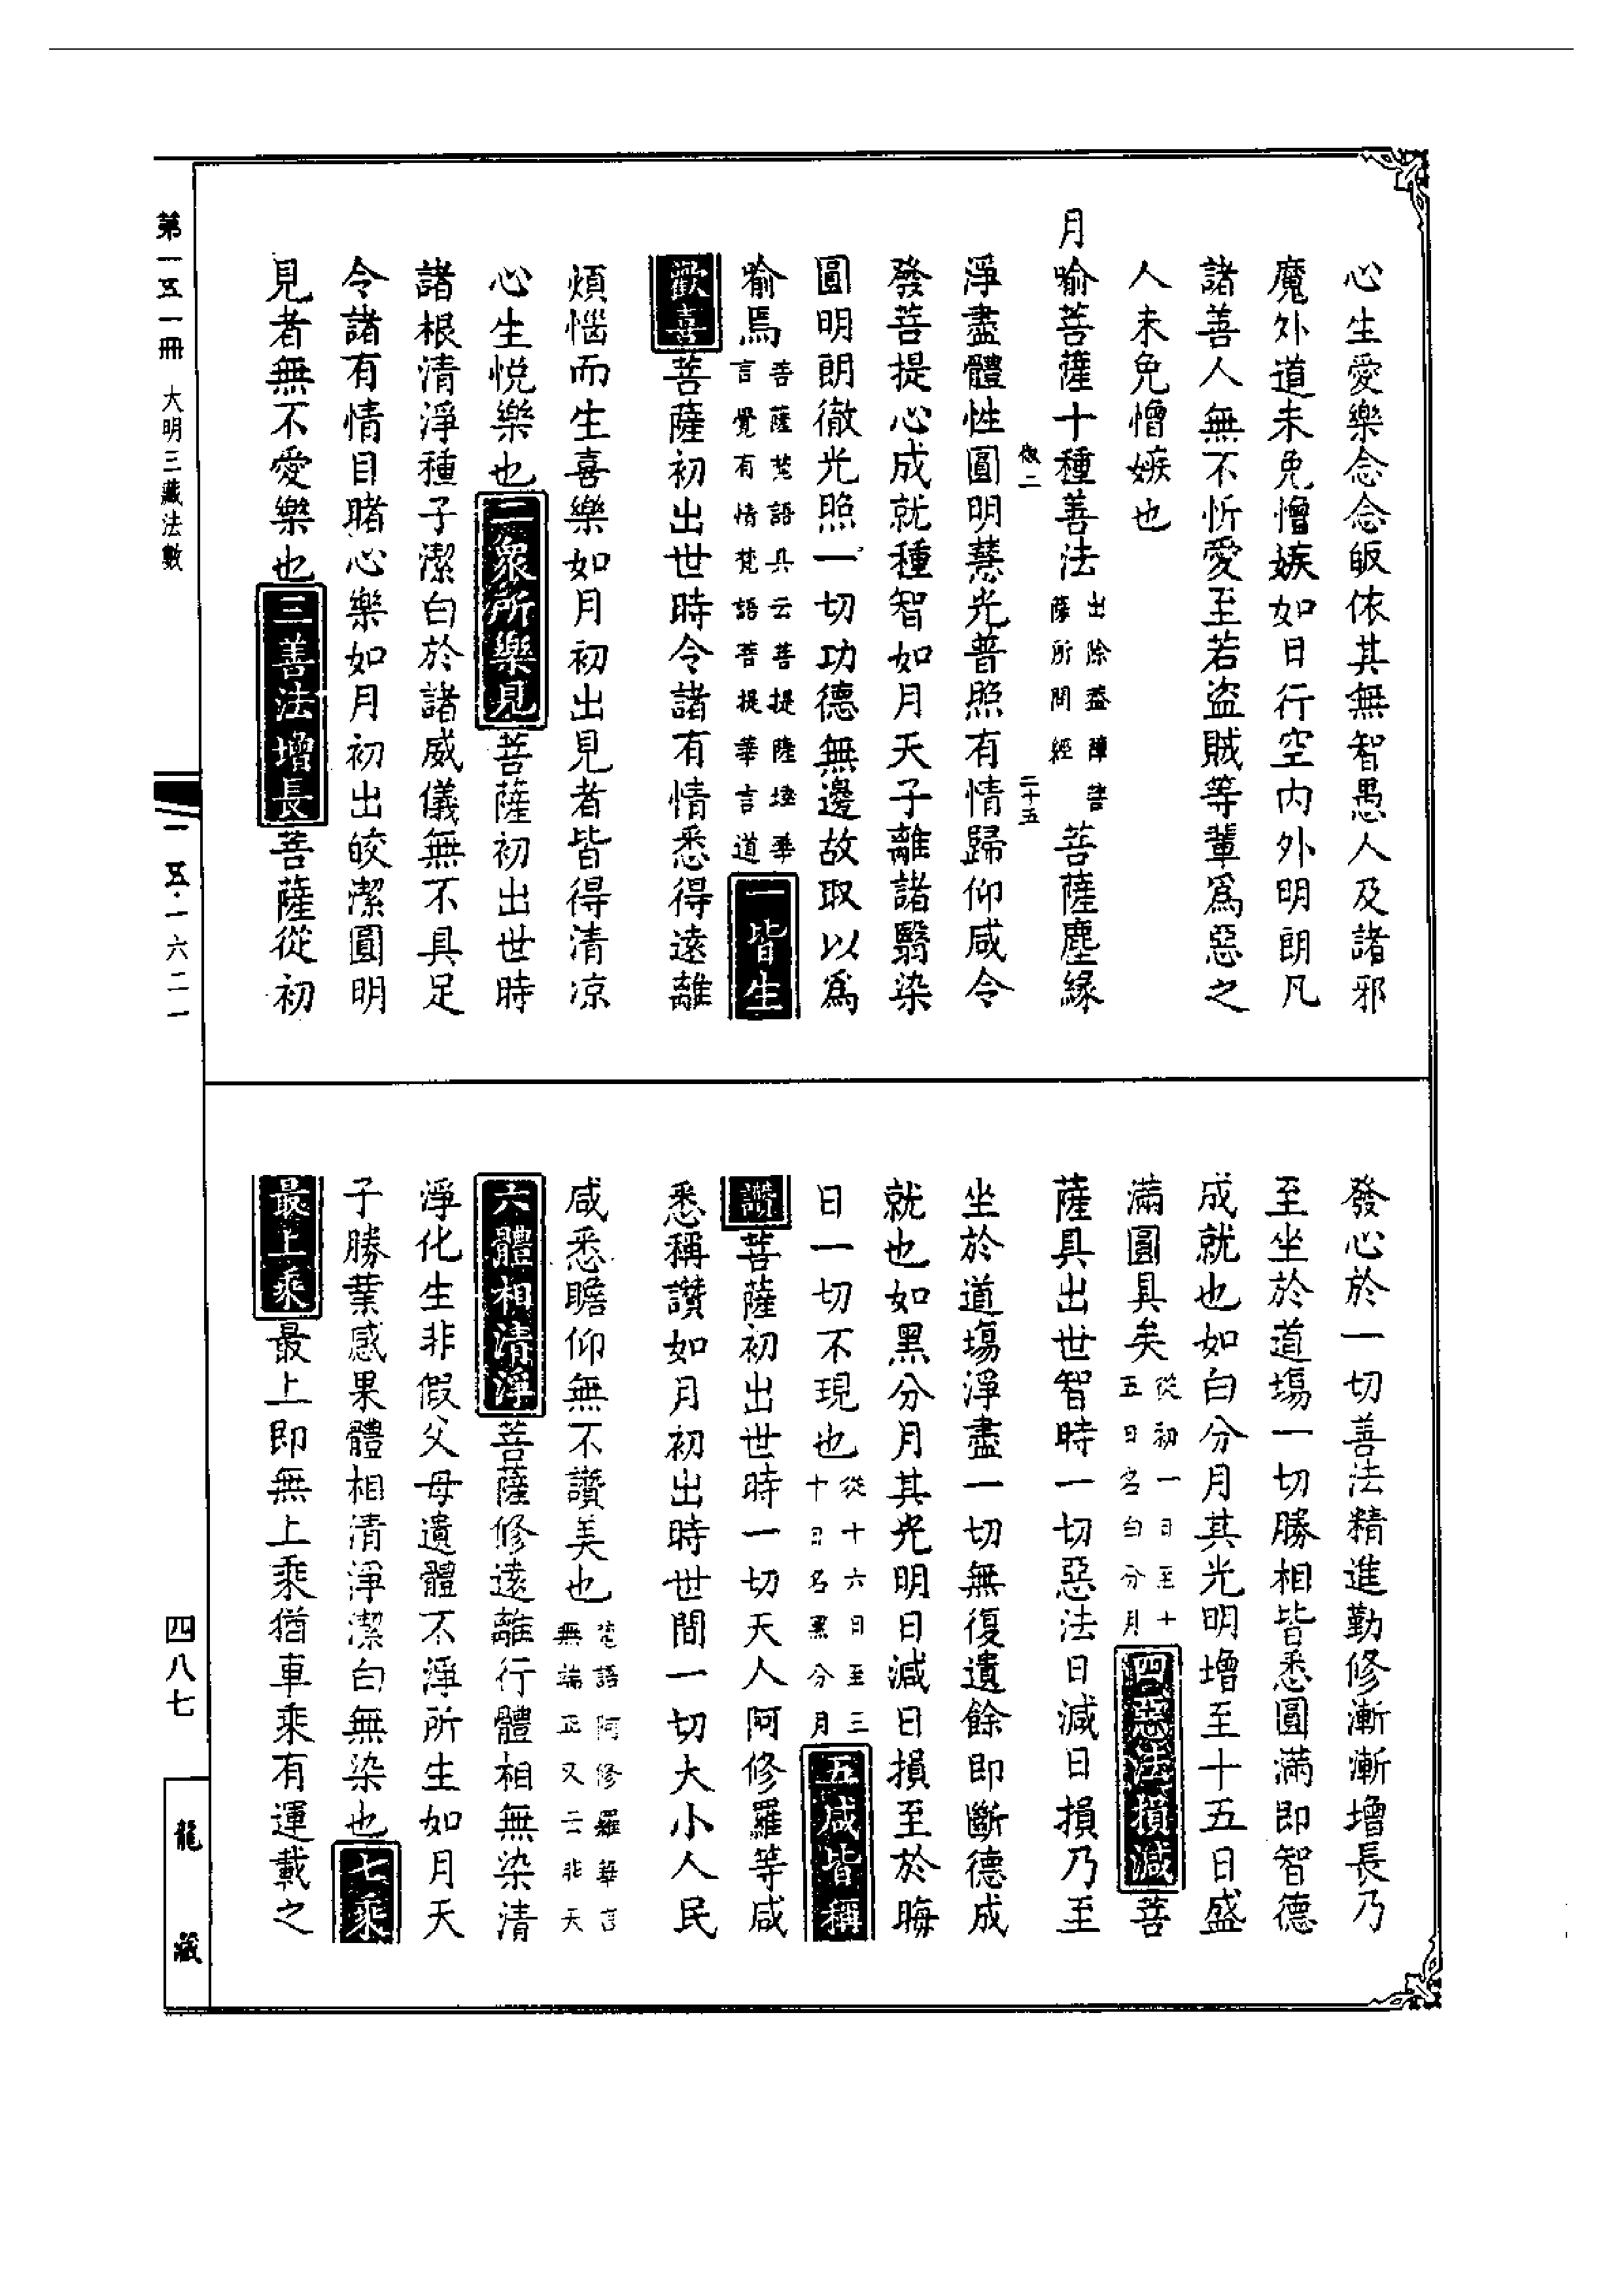 心生愛樂念念皈依其無智愚人及諸邪
魔外道未免憎嫉如日行空內外明朗凡
諸善人無不忻愛至若盗賊等輩爲惡之
人未免憎嫉也
月喻菩薩十種善法出除葢障菩薩所問經菩薩塵緣
二十五
淨盡體性圓明慧光普照有情歸仰咸令
發菩提心成就種智如月天子離諸翳染
圓明朗徹光照一切功德無邊故取以爲
喻焉菩薩梵語具云菩提薩埵華言覺有情梵語菩提華言道一皆生
歡喜菩薩初出世時令諸有情悉得遠離
煩惱而生喜樂如月初出見者皆得清凉
心生悅樂也二衆所樂見菩薩初出世時
諸根清淨種子潔白於諸威儀無不具足
令諸有情目睹心樂如月初出皎潔圓明
見者無不愛樂也三善法增長菩薩從初
發心於一切善法精進勤修漸漸增長乃
至坐於道場一切勝相皆悉圓滿即智德
成就也如白分月其光明增至十五日盛
滿圓具矣從初一日至十五日名白分月四惡法損減菩
薩具出世智時一切惡法日減日損乃至
坐於道場淨盡一切無復遺餘即斷德成
就也如黑分月其光明日減日損至於晦
日一切不現也從十六日至三十日名黑分月五咸皆稱
讚菩薩初出世時一切天人阿修羅等咸
悉稱讚如月初出時世間一切大小人民
咸悉瞻仰無不讚美也梵語阿修羅華言無端正又云非天
六體相清淨菩薩修遠離行體相無染清
淨化生非假父母遺體不淨所生如月天
子勝業感果體相清淨潔白無染也七乘
最上乘最上即無上乘猶車乘有運載之
第一五一冊 大明三藏法數
一五·一六二一
四八七
龍藏